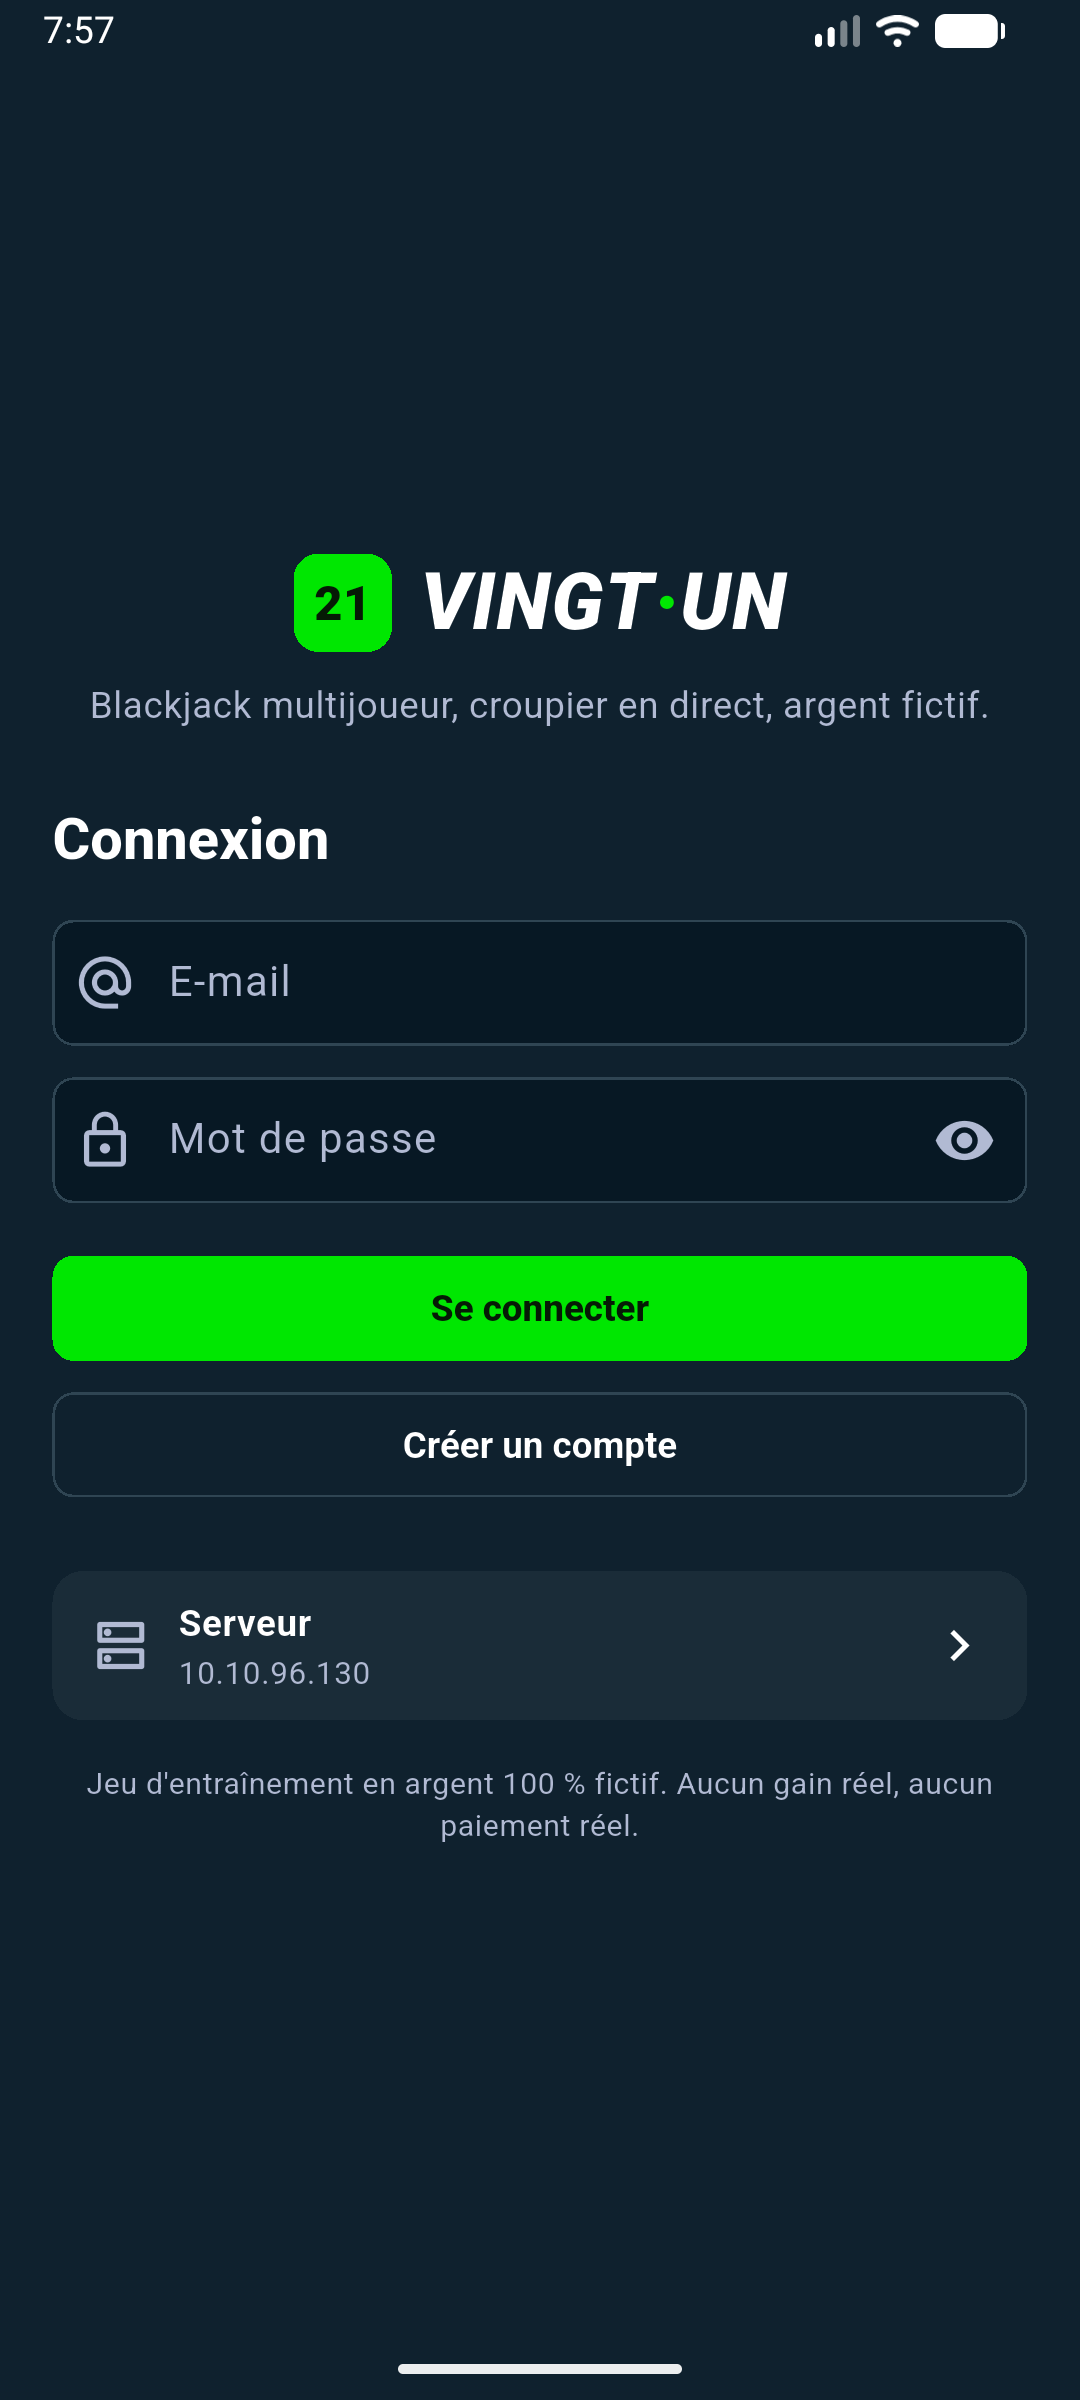 7:57
21 VINGT·UN
Blackjack multijoueur, croupier en direct, argent fictif.
Connexion
E-mail
Mot de passe
Se connecter
Créer un compte
Serveur
10.10.96.130
Jeu d'entraînement en argent 100 % fictif. Aucun gain réel, aucun
paiement réel.